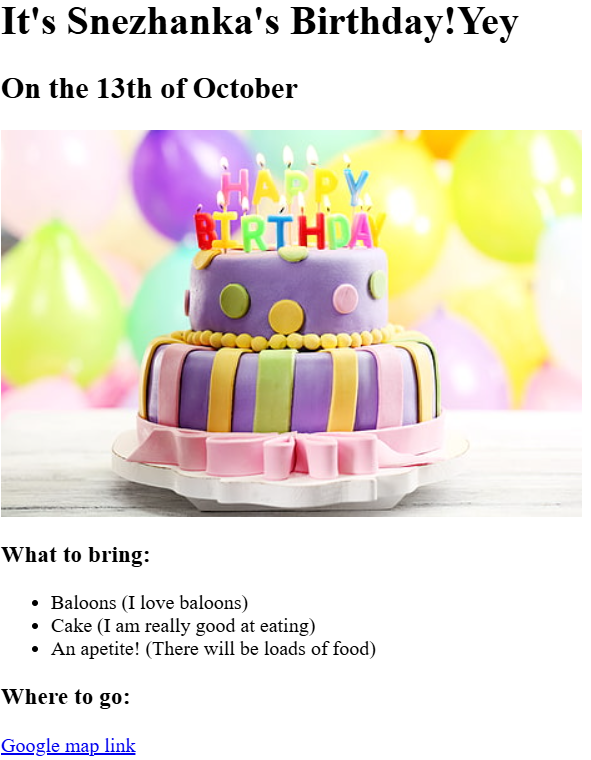 It's Snezhanka's Birthday!Yey
On the 13th of October
HAPPY
BIRTHDAY
What to bring:
Baloons (I love baloons)
Cake (I am really good at eating)
An apetite! (There will be loads of food)
Where to go:
Google map link